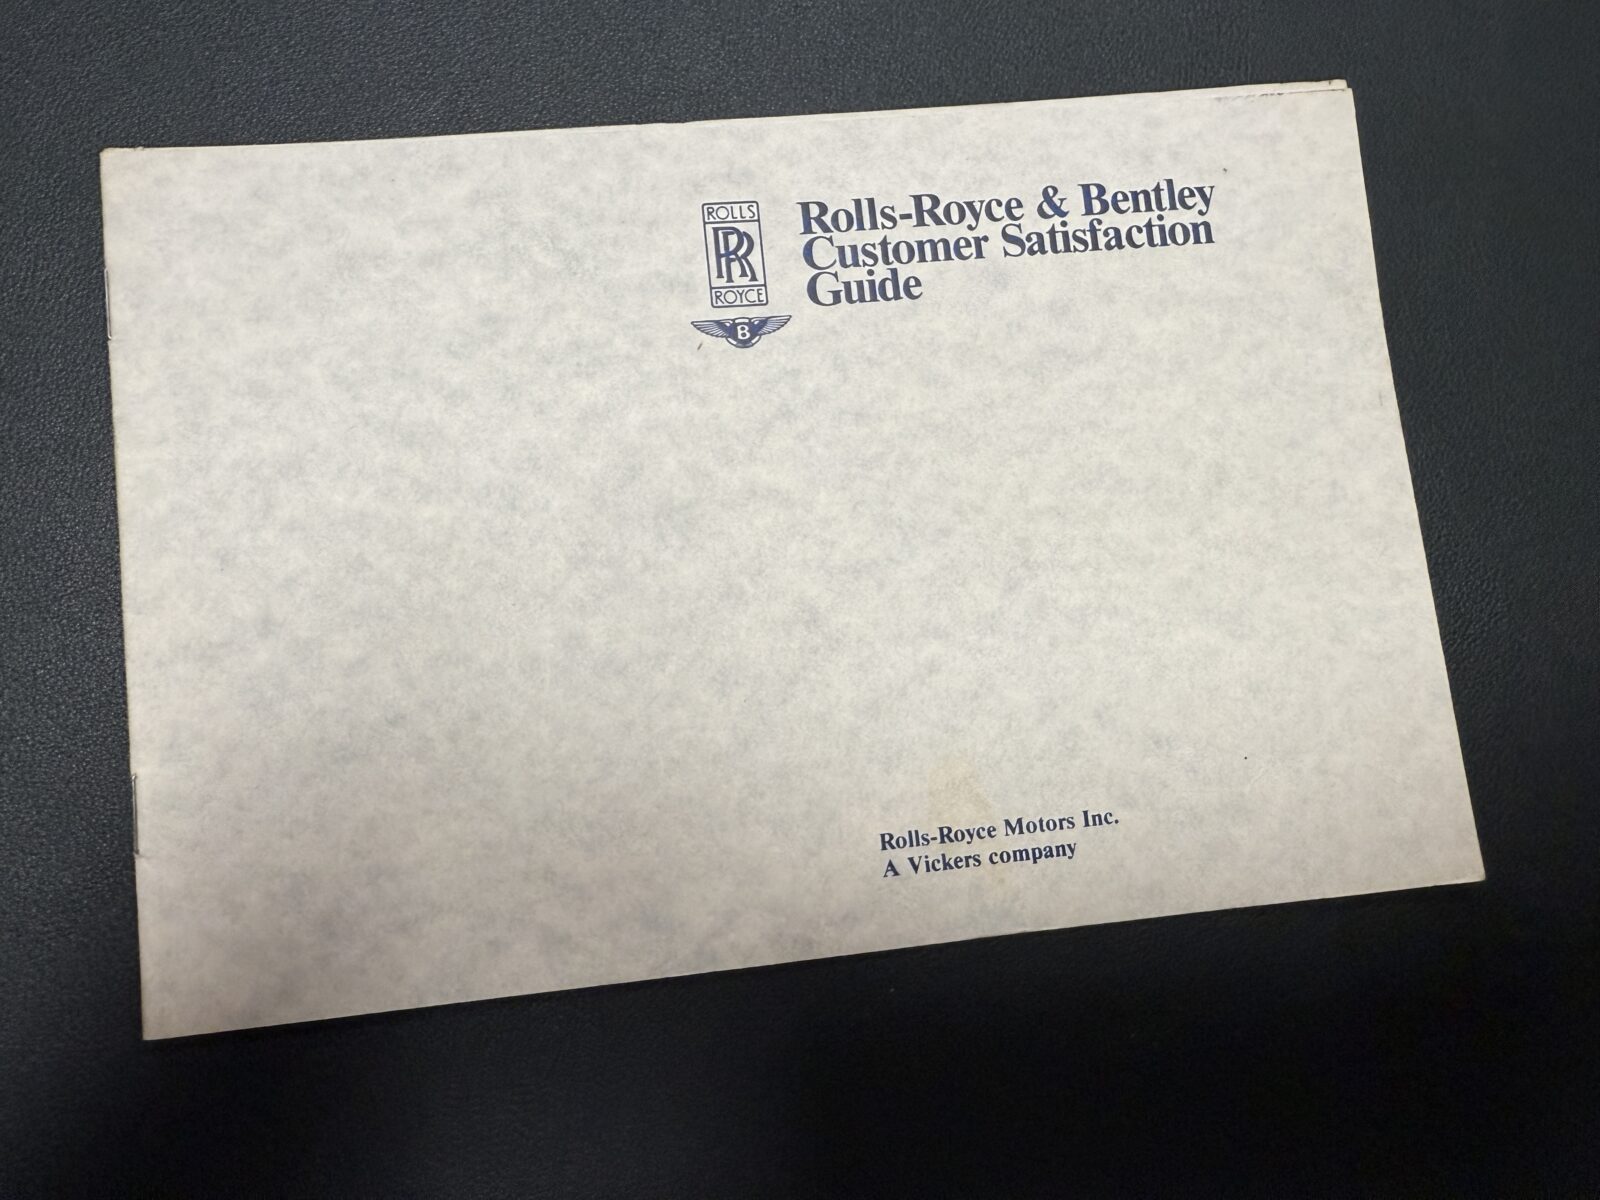 ROLLS
RR
ROYCE
B
Rolls-Royce & Bentley
Customer Satisfaction
Guide
Rolls-Royce Motors Inc.
A Vickers company